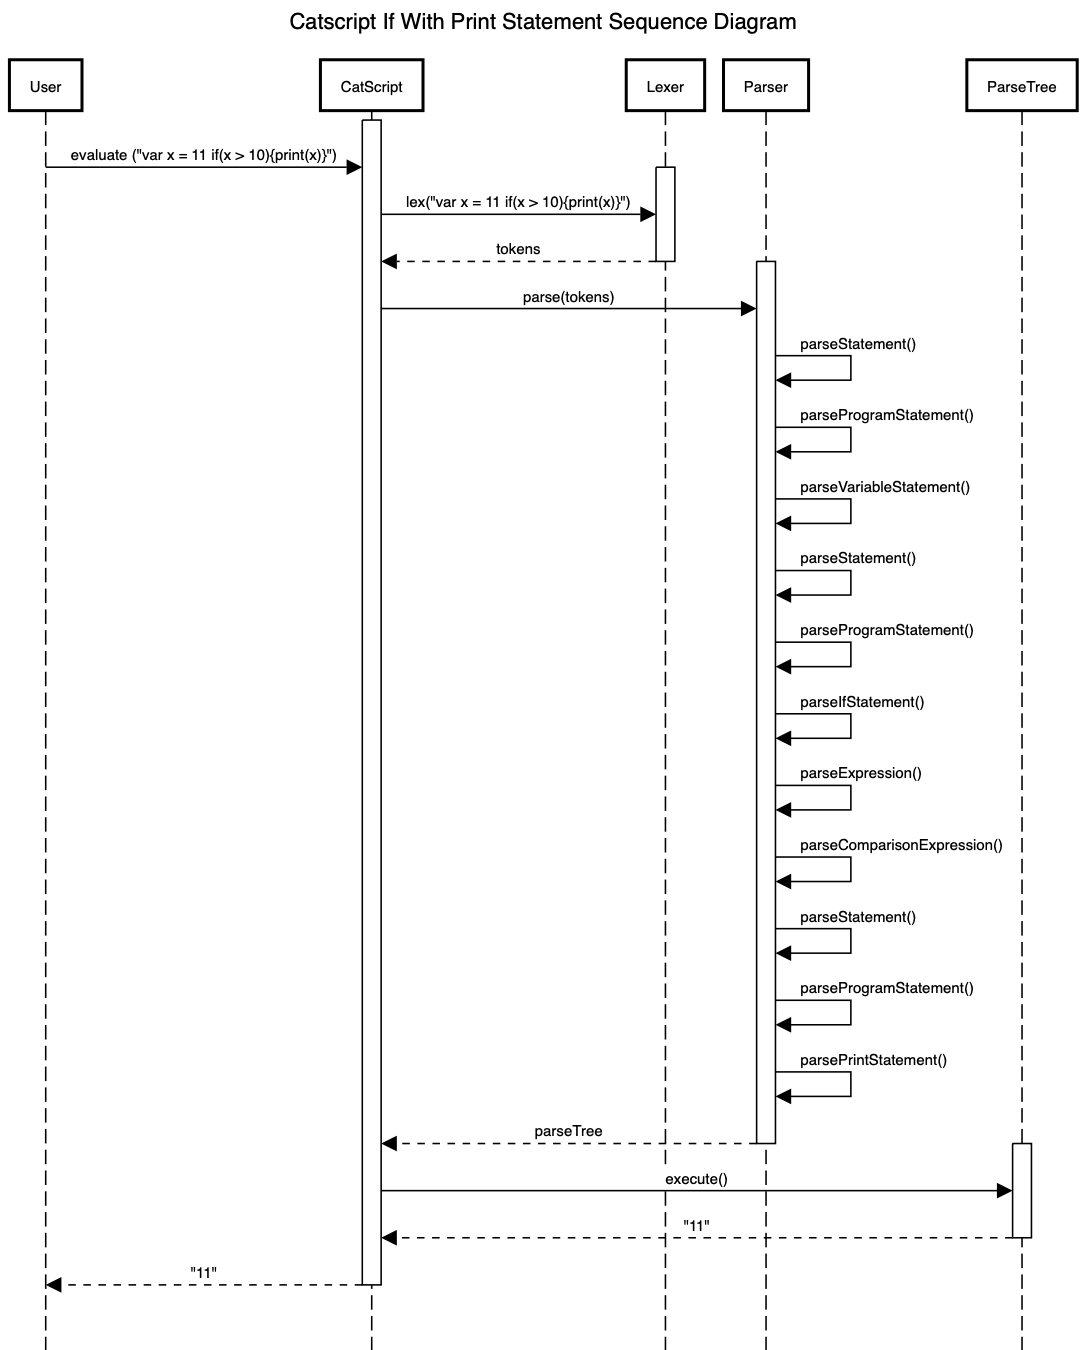 Catscript If With Print Statement Sequence Diagram
User
CatScript
Lexer
Parser
ParseTree
evaluate ("var x = 11 if(x > 10){print(x)}")
lex("var x = 11 if(x > 10){print(x)}")
tokens
parse(tokens)
parseStatement()
parseProgramStatement()
parseVariableStatement()
parseStatement()
parseProgramStatement()
parseIfStatement()
parseExpression()
parseComparisonExpression()
parseStatement()
parseProgramStatement()
parsePrintStatement()
parseTree
execute()
"11"
"11"